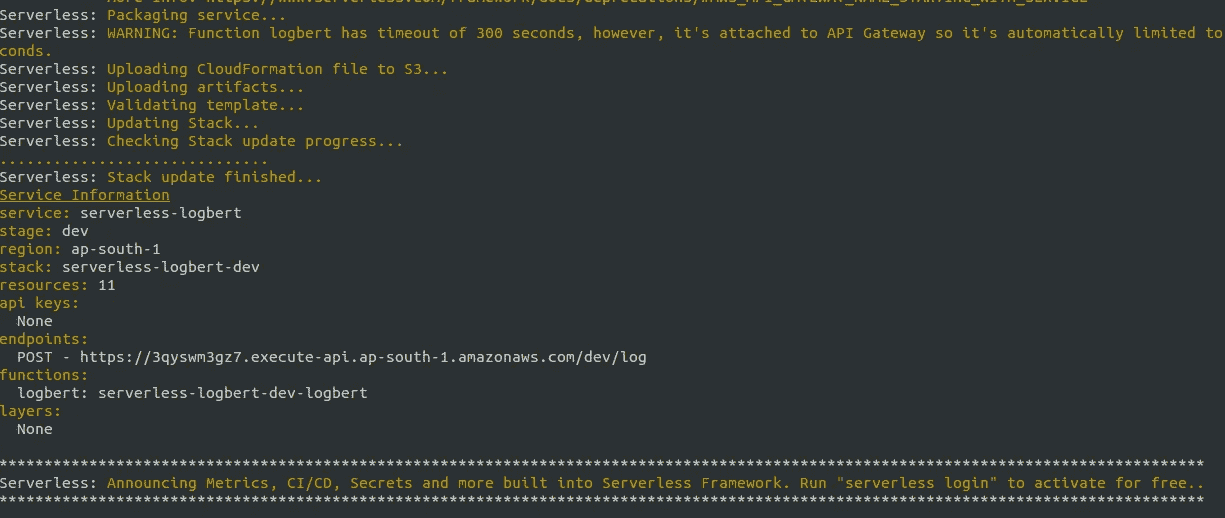 Serverless: Packaging service...
Serverless: WARNING: Function logbert has timeout of 300 seconds, however, it's attached to API Gateway so it's automatically limited to
conds.
Serverless: Uploading CloudFormation file to S3...
Serverless: Uploading artifacts...
Serverless: Validating template...
Serverless: Updating Stack...
Serverless: Checking Stack update progress...
..............................
Serverless: Stack update finished...
Service Information
service: serverless-logbert
stage: dev
region: ap-south-1
stack: serverless-logbert-dev
resources: 11
api keys:
  None
endpoints:
  POST - https://3qyswm3gz7.execute-api.ap-south-1.amazonaws.com/dev/log
functions:
  logbert: serverless-logbert-dev-logbert
layers:
  None
**************************************************************************************************************************************
Serverless: Announcing Metrics, CI/CD, Secrets and more built into Serverless Framework. Run "serverless login" to activate for free..
**************************************************************************************************************************************